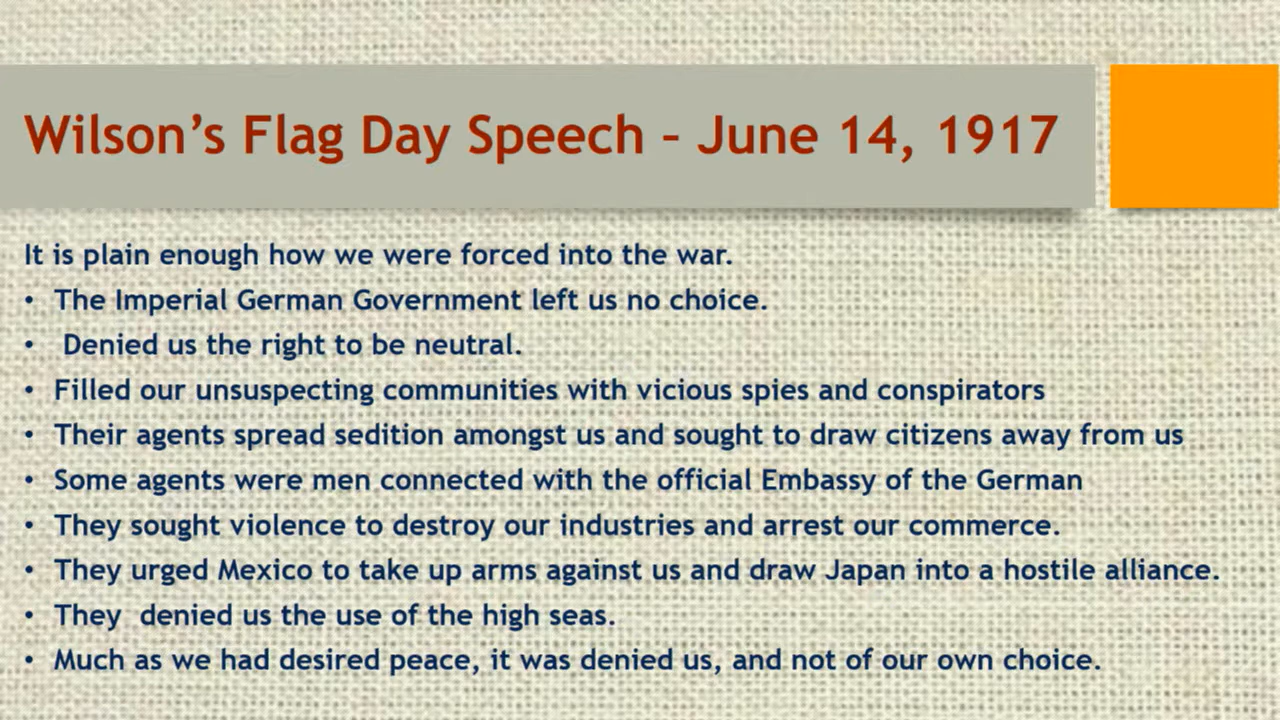 Wilson’s Flag Day Speech – June 14, 1917
It is plain enough how we were forced into the war.
• The Imperial German Government left us no choice.
• Denied us the right to be neutral.
• Filled our unsuspecting communities with vicious spies and conspirators
• Their agents spread sedition amongst us and sought to draw citizens away from us
• Some agents were men connected with the official Embassy of the German
• They sought violence to destroy our industries and arrest our commerce.
• They urged Mexico to take up arms against us and draw Japan into a hostile alliance.
• They  denied us the use of the high seas.
• Much as we had desired peace, it was denied us, and not of our own choice.